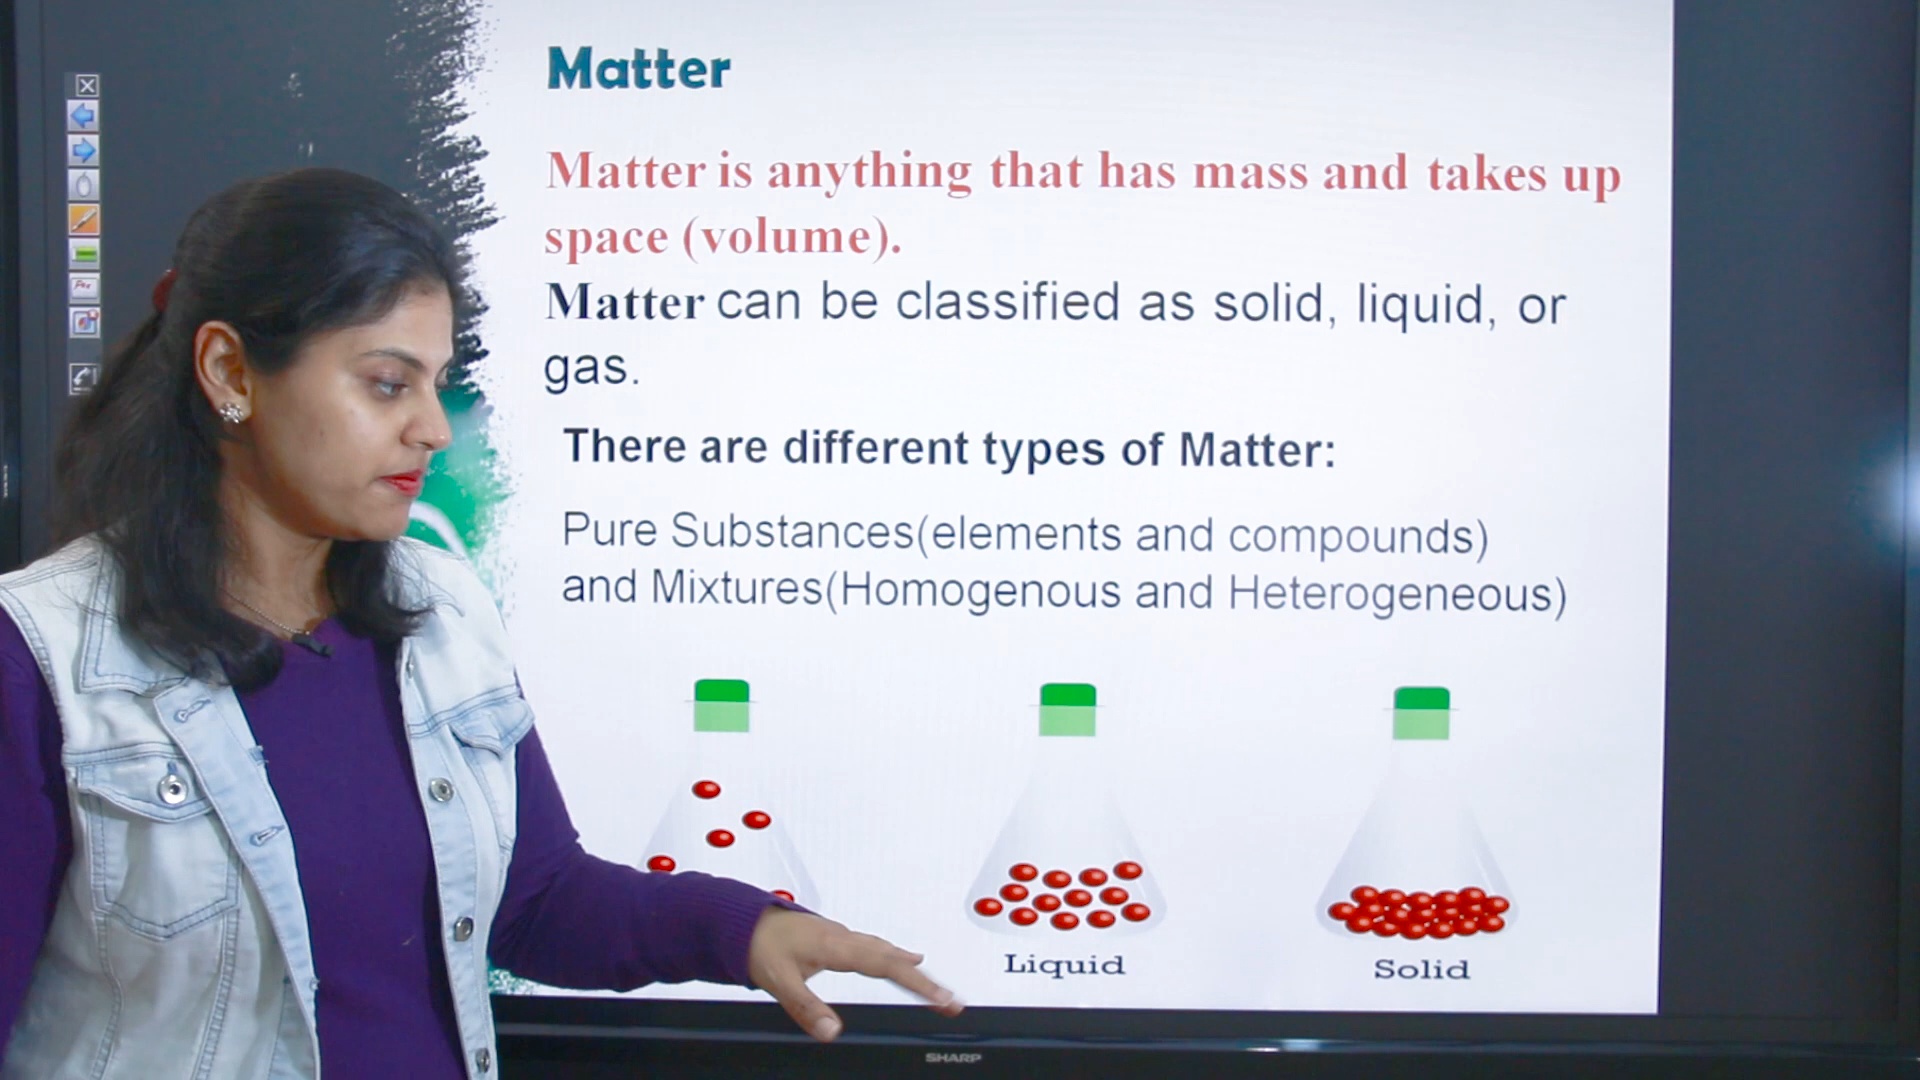 Matter
Matter is anything that has mass and takes up
space (volume).
Matter can be classified as solid, liquid, or
gas.
There are different types of Matter:
Pure Substances(elements and compounds)
and Mixtures(Homogenous and Heterogeneous)
Liquid
Solid
SHARP